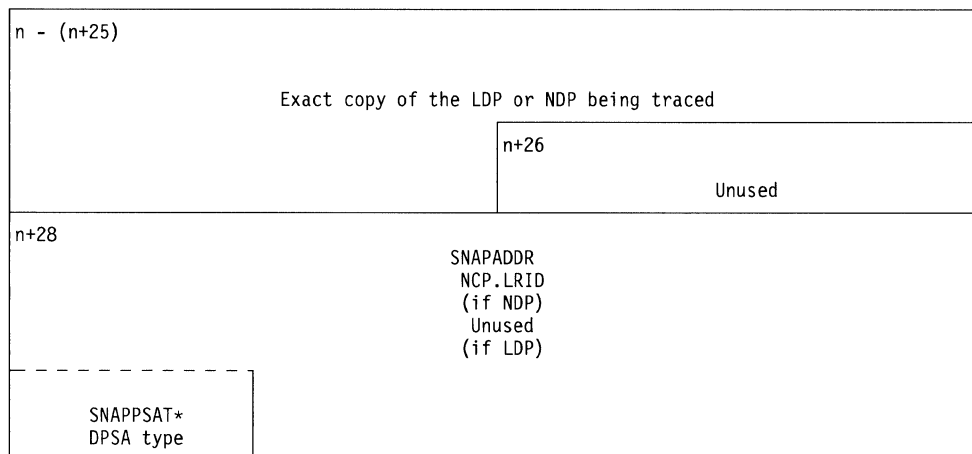 n - (n+25)
Exact copy of the LDP or NDP being traced
n+26
Unused
n+28
SNAPADDR
NCP.LRID
(if NDP)
Unused
(if LDP)
SNAPPSAT*
DPSA type